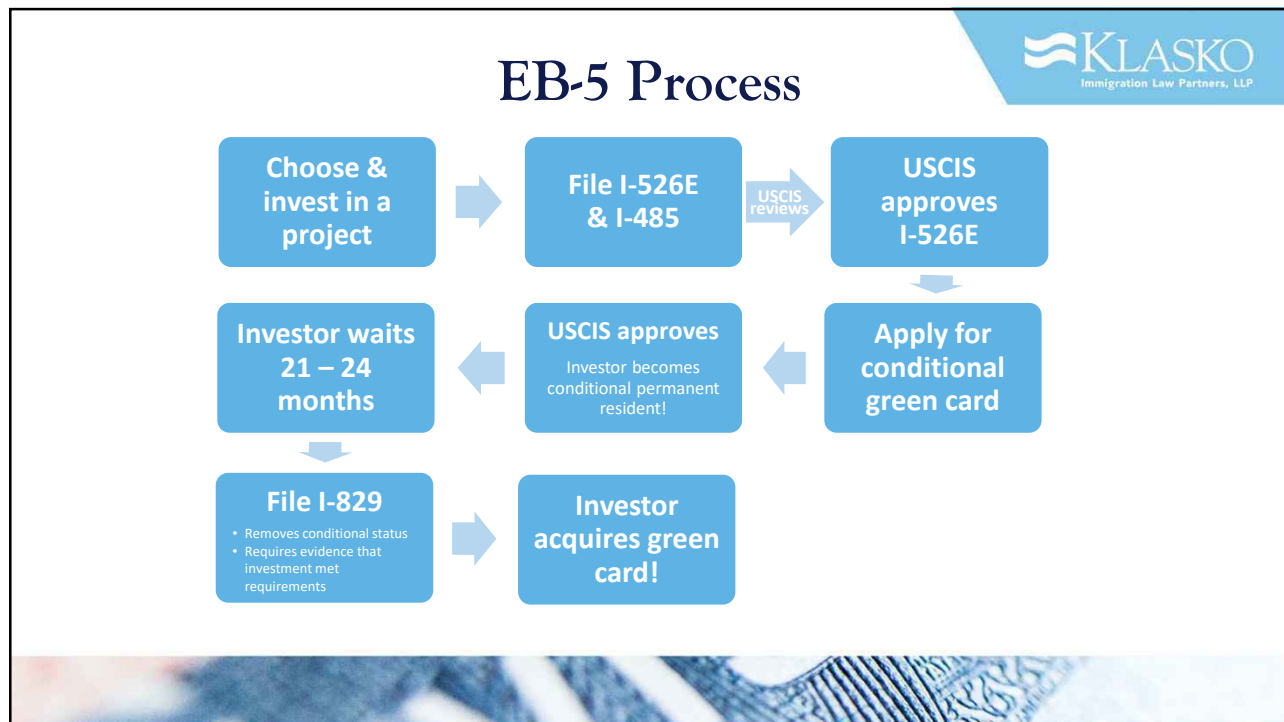 KLASKO
Immigration Law Partners, LLP
EB-5 Process
Choose &
invest in a
project
File I-526E
& I-485
USCIS
reviews
USCIS
approves
I-526E
Apply for
conditional
green card
USCIS approves
Investor becomes
conditional permanent
resident!
Investor waits
21 – 24
months
File I-829
• Removes conditional status
• Requires evidence that
investment met
requirements
Investor
acquires green
card!